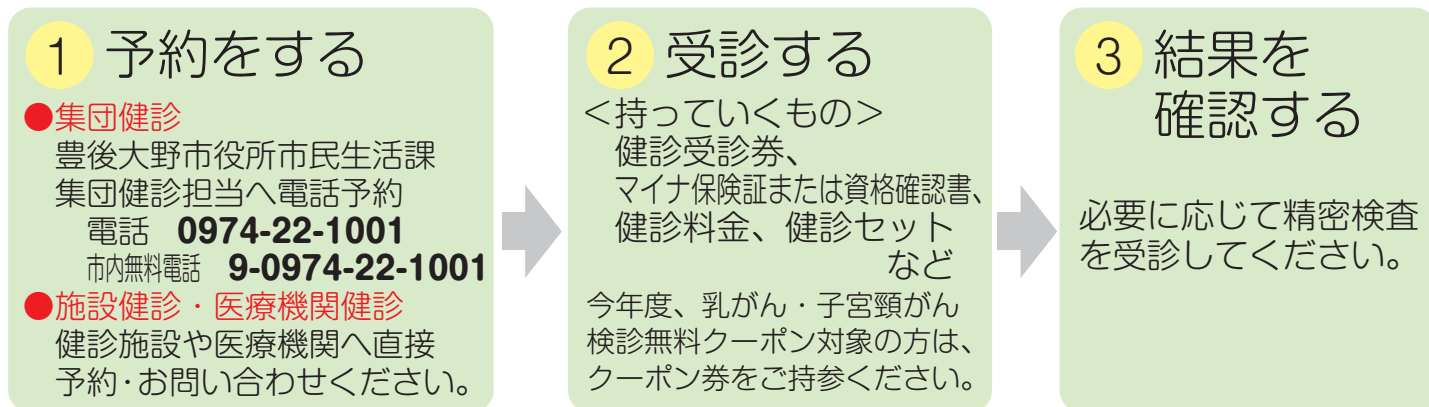 1 予約をする
●集団健診
豊後大野市役所市民生活課
集団健診担当へ電話予約
電話 0974-22-1001
市内無料電話 9-0974-22-1001
●施設健診・医療機関健診
健診施設や医療機関へ直接
予約・お問い合わせください。
2 受診する
＜持っていくもの＞
健診受診券、
マイナ保険証または資格確認書、
健診料金、健診セット
など
今年度、乳がん・子宮頸がん
検診無料クーポン対象の方は、
クーポン券をご持参ください。
3 結果を
確認する
必要に応じて精密検査
を受診してください。